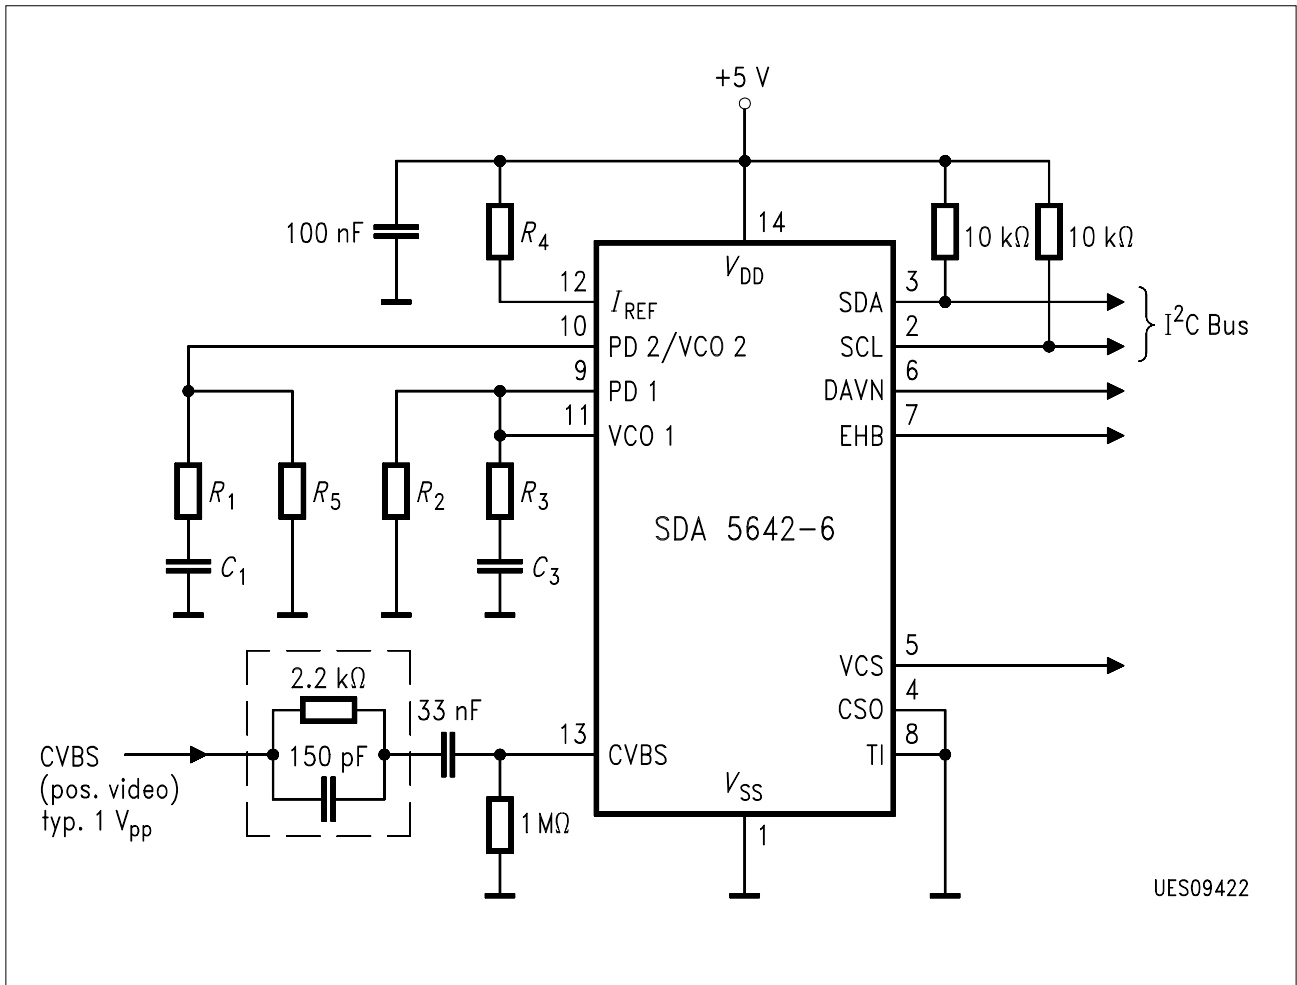 +5 V
14
100 nF
R4
10 kΩ
10 kΩ
VDD
12
IREF
SDA
3
I²C Bus
10
PD 2/VCO 2
SCL
2
9
PD 1
DAVN
6
11
VCO 1
EHB
7
R1
R5
R2
R3
SDA 5642-6
C1
C3
2.2 kΩ
33 nF
VCS
5
CSO
4
CVBS
(pos. video)
typ. 1 Vpp
150 pF
13
CVBS
TI
8
VSS
1 MΩ
1
UES09422